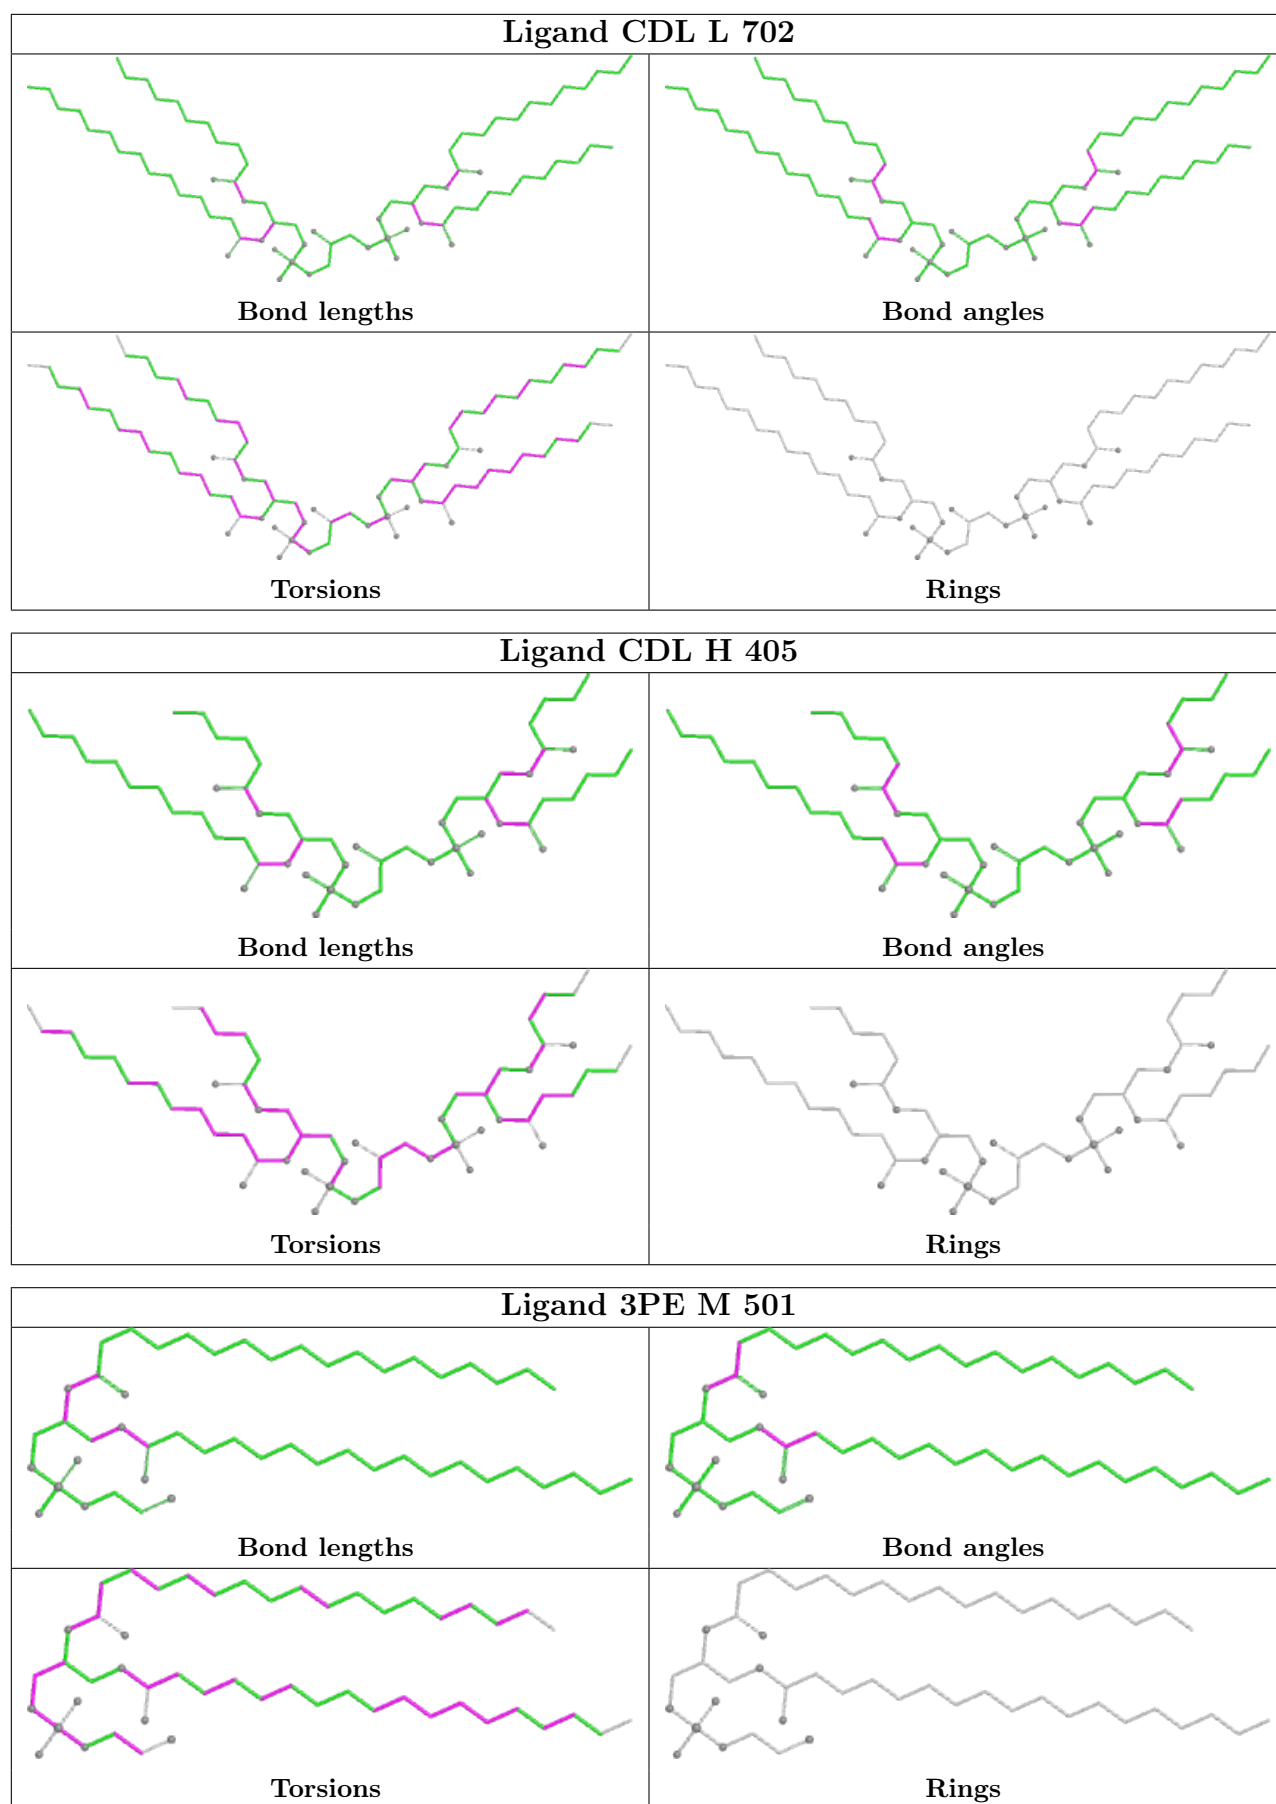 Ligand CDL L 702
Bond lengths
Bond angles
Torsions
Rings
Ligand CDL H 405
Bond lengths
Bond angles
Torsions
Rings
Ligand 3PE M 501
Bond lengths
Bond angles
Torsions
Rings